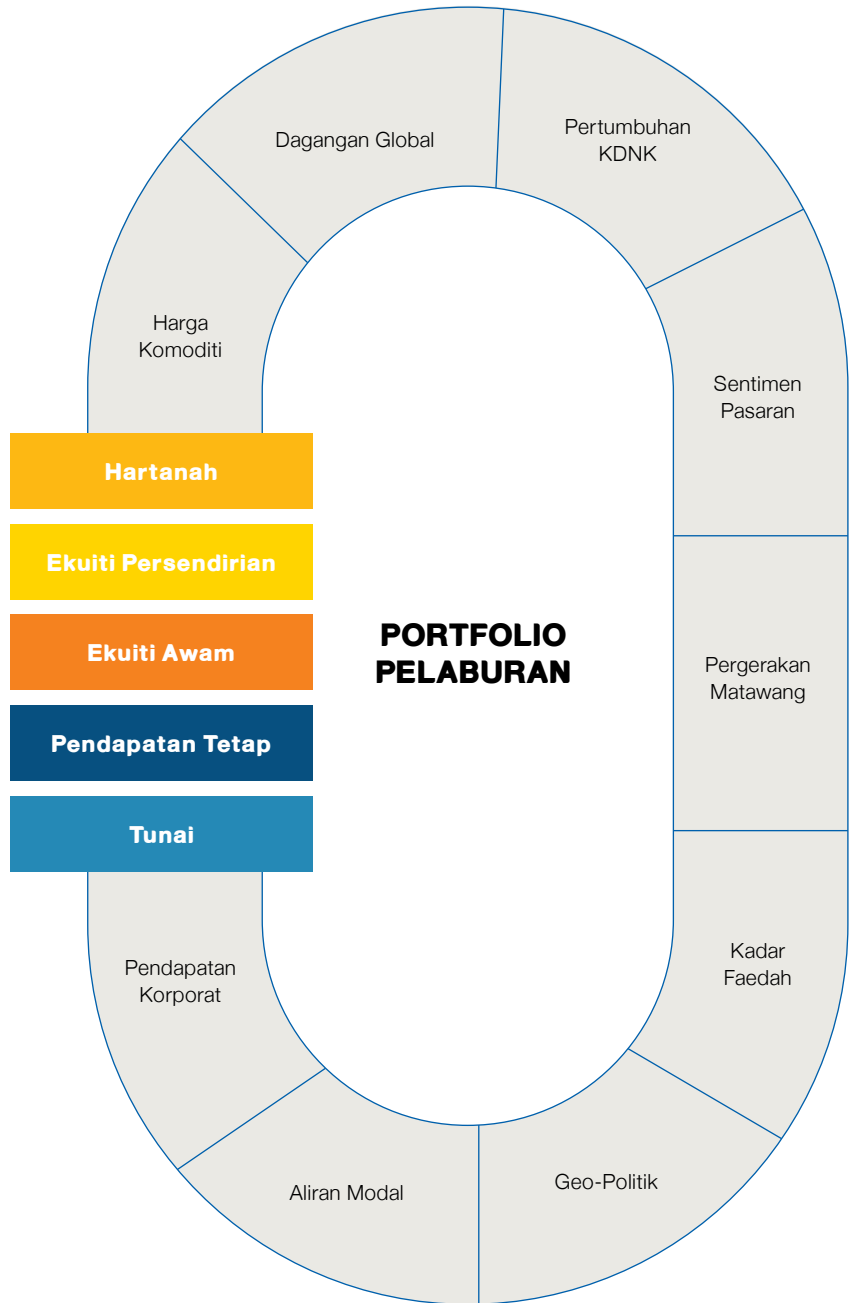 Dagangan Global
Pertumbuhan
KDNK
Harga
Komoditi
Sentimen
Pasaran
Hartanah
Ekuiti Persendirian
Ekuiti Awam
Pendapatan Tetap
Tunai
PORTFOLIO
PELABURAN
Pergerakan
Matawang
Kadar
Faedah
Pendapatan
Korporat
Aliran Modal
Geo-Politik